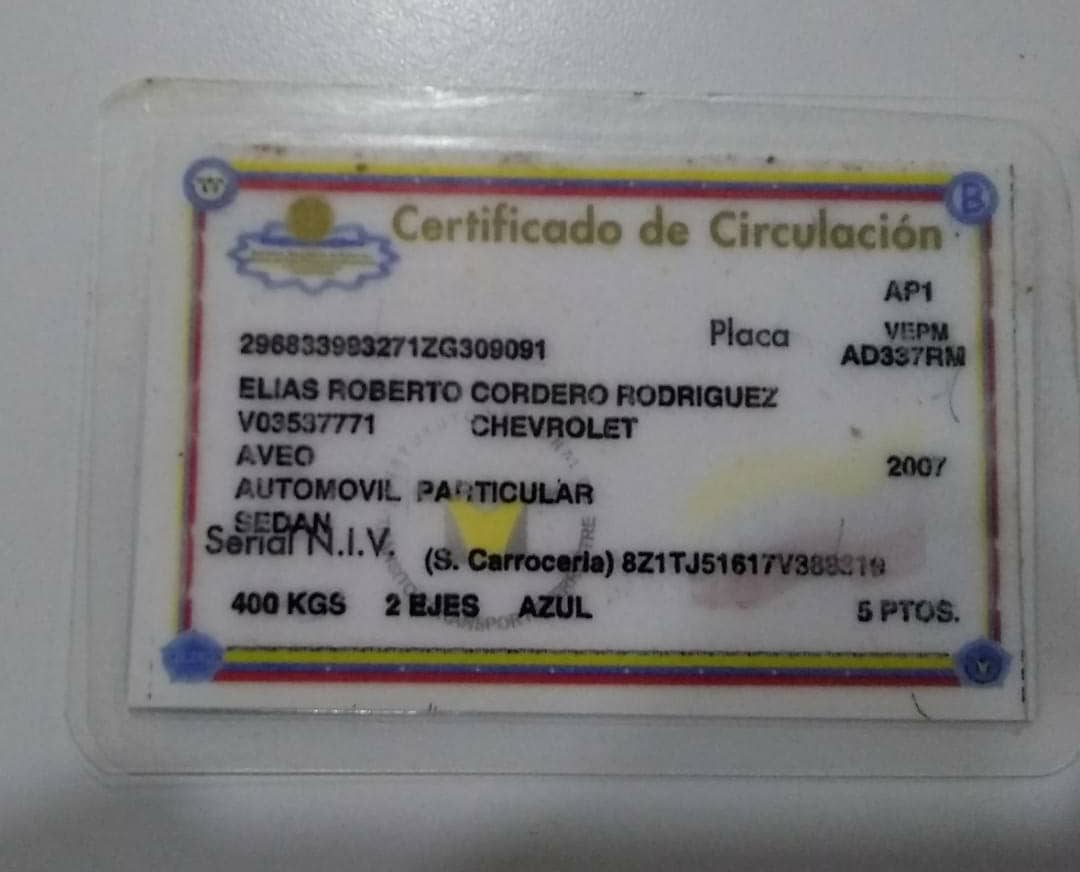 Certificado de Circulación
AP1
Placa VEPM
296833983271ZG309091 AD337RM
ELIAS ROBERTO CORDERO RODRIGUEZ
V03537771 CHEVROLET
AVEO 2007
AUTOMOVIL PARTICULAR
SEDAN
Serial N.I.V. (S. Carroceria)
400 KGS 2 EJES AZUL 5 PTOS.
B